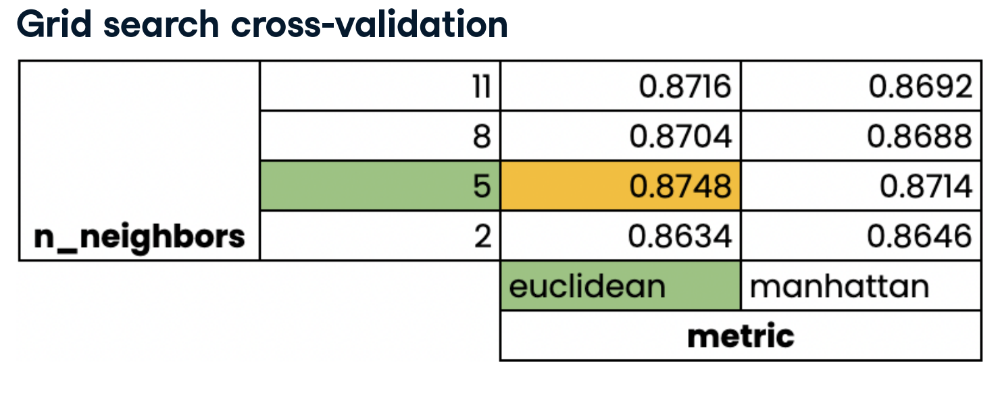 Grid search cross-validation
11 0.8716 0.8692
8 0.8704 0.8688
5 0.8748 0.8714
n_neighbors 2 0.8634 0.8646
euclidean manhattan
metric